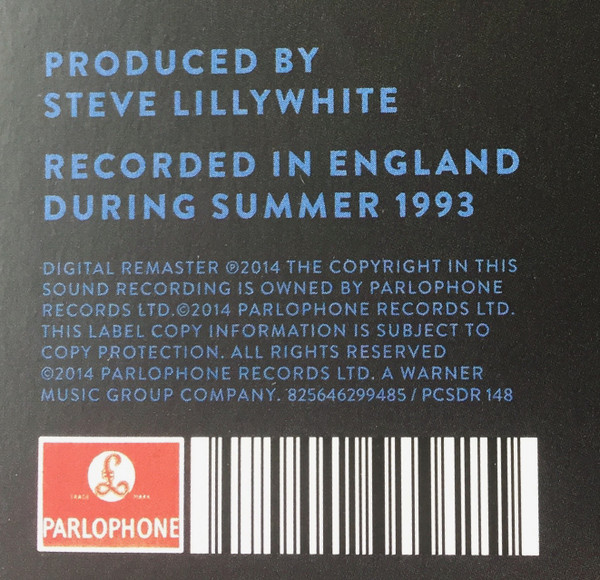 PRODUCED BY
STEVE LILLYWHITE
RECORDED IN ENGLAND
DURING SUMMER 1993
DIGITAL REMASTER ℗2014 THE COPYRIGHT IN THIS
SOUND RECORDING IS OWNED BY PARLOPHONE
RECORDS LTD.©2014 PARLOPHONE RECORDS LTD.
THIS LABEL COPY INFORMATION IS SUBJECT TO
COPY PROTECTION. ALL RIGHTS RESERVED
©2014 PARLOPHONE RECORDS LTD. A WARNER
MUSIC GROUP COMPANY. 825646299485 / PCSDR 148
£
TRADE MARK
PARLOPHONE